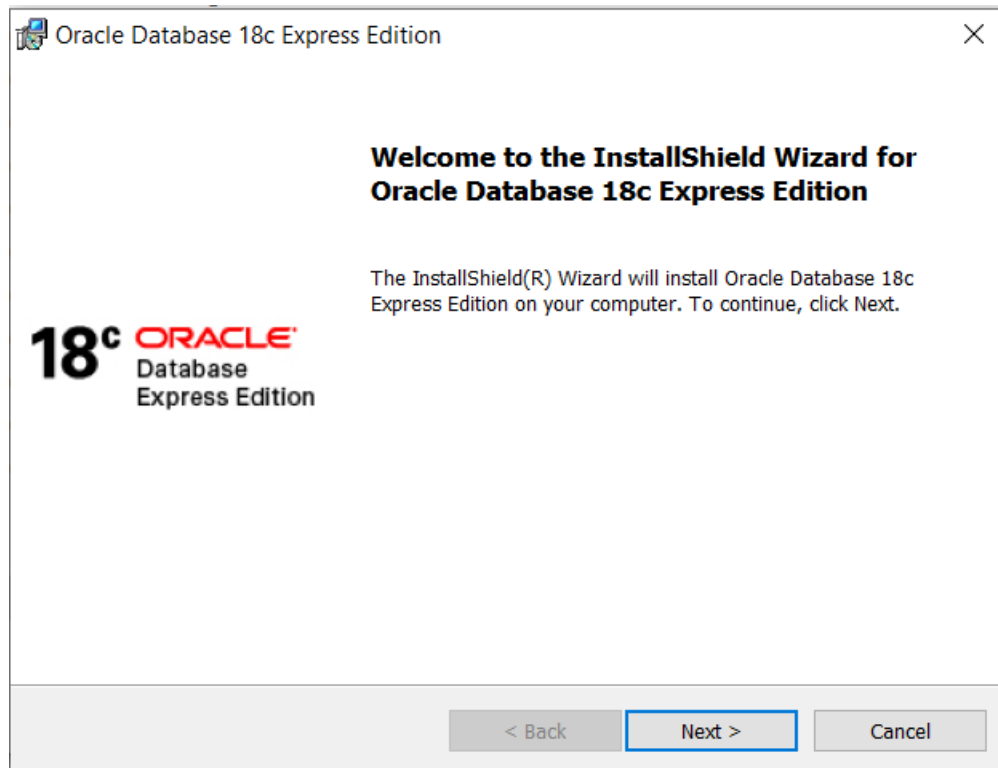 Oracle Database 18c Express Edition
Welcome to the InstallShield Wizard for
Oracle Database 18c Express Edition
The InstallShield(R) Wizard will install Oracle Database 18c
Express Edition on your computer. To continue, click Next.
18c ORACLE
Database
Express Edition
< Back
Next >
Cancel